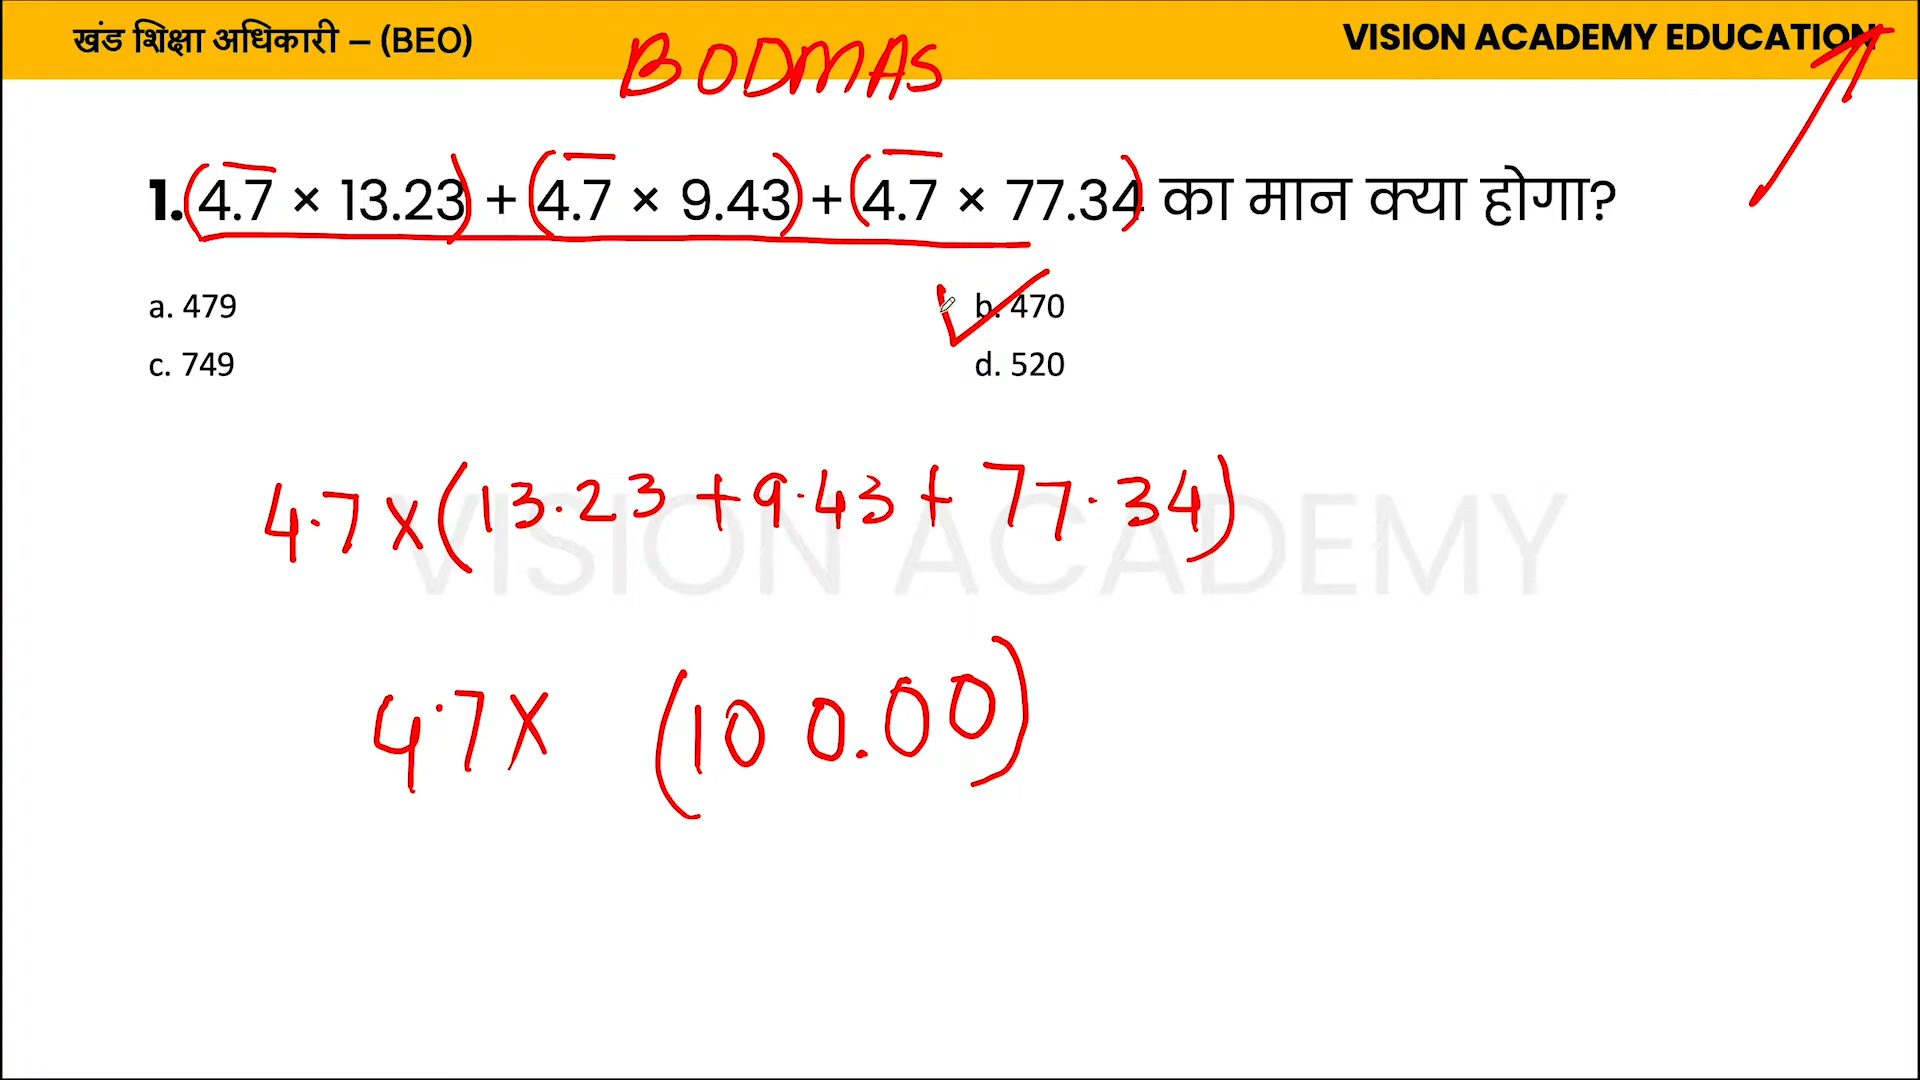 खंड शिक्षा अधिकारी – (BEO)
BODMAS
VISION ACADEMY EDUCATION
1. (4.7 × 13.23) + (4.7 × 9.43) + (4.7 × 77.34) का मान क्या होगा?
a. 479
b. 470
c. 749
d. 520
4.7 × (13.23 + 9.43 + 77.34)
VISION ACADEMY
4.7 × (100.00)